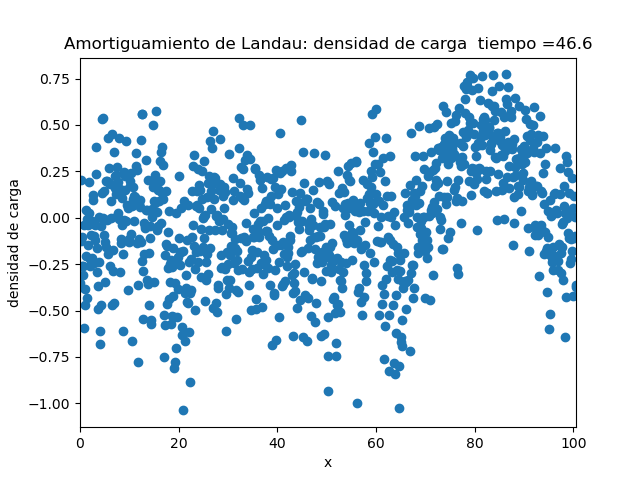 Amortiguamiento de Landau: densidad de carga  tiempo =46.6
densidad de carga
0.75
0.50
0.25
0.00
−0.25
−0.50
−0.75
−1.00
0 20 40 60 80 100
x